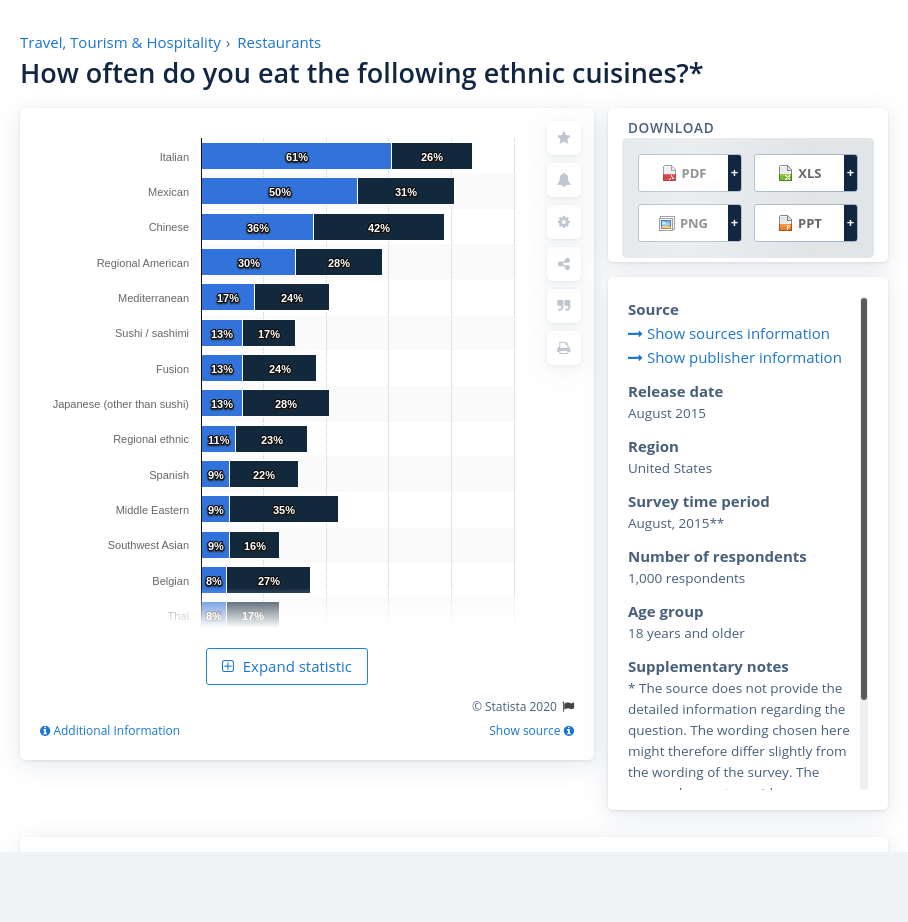 Travel, Tourism & Hospitality › Restaurants
How often do you eat the following ethnic cuisines?*
Italian 61% 26%
Mexican 50% 31%
Chinese 36% 42%
Regional American 30% 28%
Mediterranean 17% 24%
Sushi / sashimi 13% 17%
Fusion 13% 24%
Japanese (other than sushi) 13% 28%
Regional ethnic 11% 23%
Spanish 9% 22%
Middle Eastern 9% 35%
Southwest Asian 9% 16%
Belgian 8% 27%
Thai 8% 17%
Expand statistic
© Statista 2020
Additional Information
Show source
DOWNLOAD
PDF + XLS +
PNG + PPT +
Source
Show sources information
Show publisher information
Release date
August 2015
Region
United States
Survey time period
August, 2015**
Number of respondents
1,000 respondents
Age group
18 years and older
Supplementary notes
* The source does not provide the
detailed information regarding the
question. The wording chosen here
might therefore differ slightly from
the wording of the survey. The